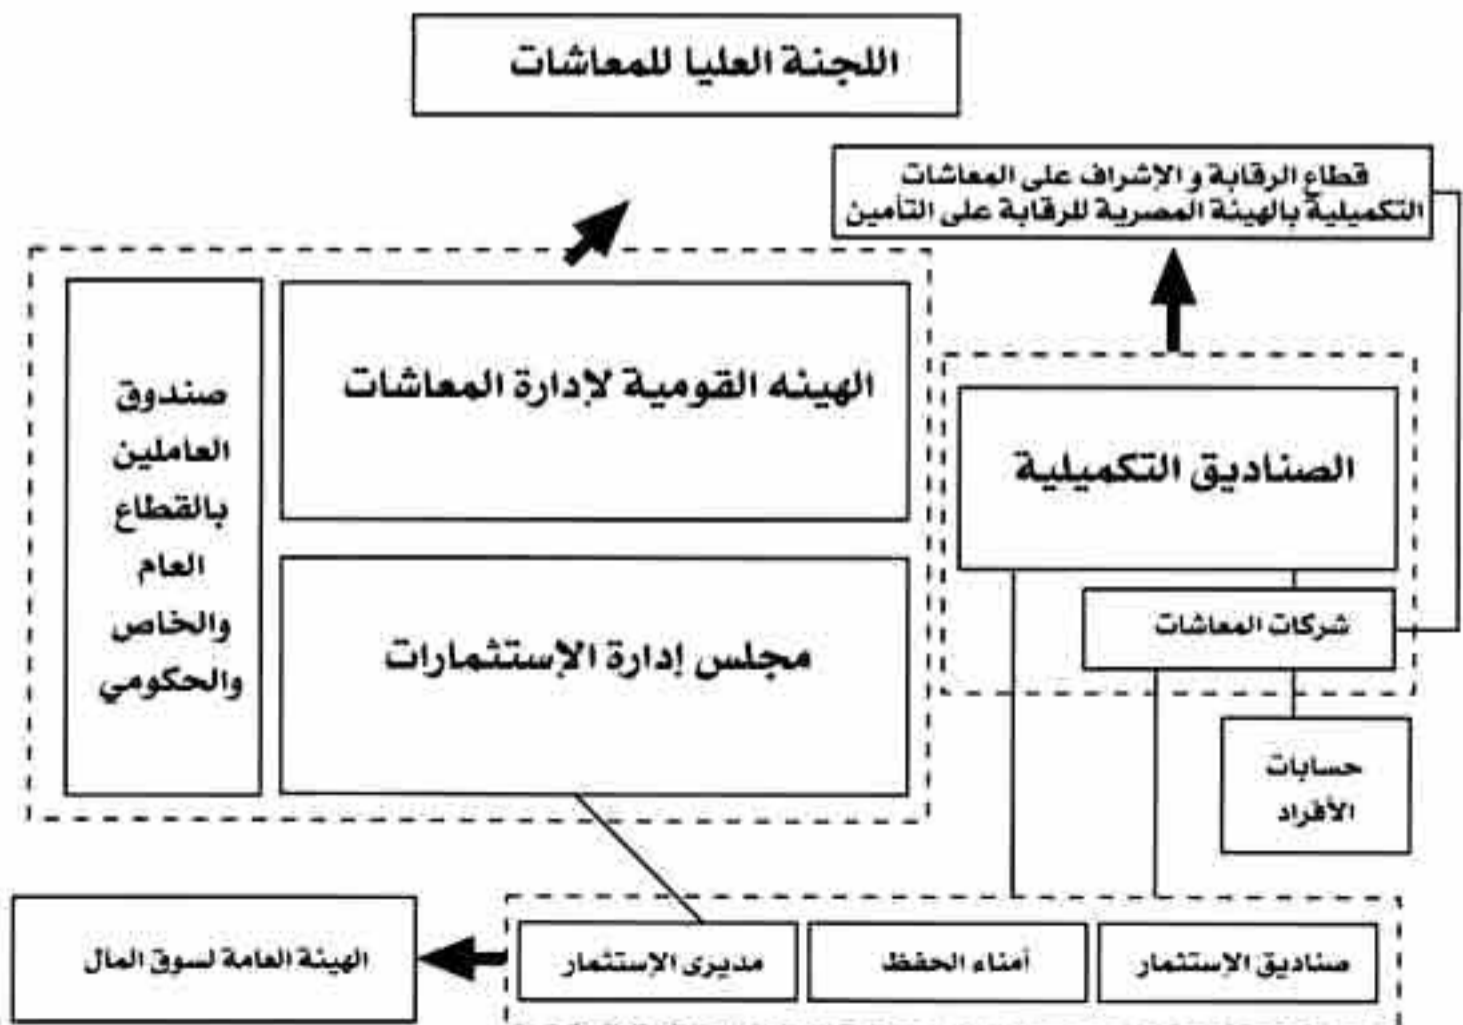 اللجنة العليا للمعاشات
قطاع الرقابة و الإشراف على المعاشات
التكميلية بالهيئة المصرية للرقابة على التأمين
الهيئه القومية لإدارة المعاشات
صندوق
العاملين
بالقطاع
العام
والخاص
والحكومي
الصناديق التكميلية
مجلس إدارة الإستثمارات
شركات المعاشات
حسابات
الأفراد
صناديق الإستثمار
أمناء الحفظ
مديرى الإستثمار
الهيئة العامة لسوق المال